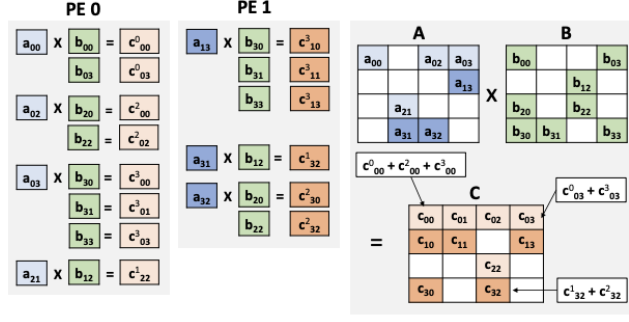 PE 0
a₀₀ X b₀₀ = c⁰₀₀
b₀₃ c⁰₀₃
a₀₂ X b₂₀ = c²₀₀
b₂₂ = c²₀₂
a₀₃ X b₃₀ = c³₀₀
b₃₁ = c³₀₁
b₃₃ = c³₀₃
a₂₁ X b₁₂ = c¹₂₂
PE 1
a₁₃ X b₃₀ = c³₁₀
b₃₁ c³₁₁
b₃₃ c³₁₃
a₃₁ X b₁₂ = c¹₃₂
a₃₂ X b₂₀ = c²₃₀
b₂₂ c²₃₂
A
a₀₀ a₀₂ a₀₃
a₁₃
a₂₁
a₃₁ a₃₂
X
B
b₀₀ b₀₃
b₁₂
b₂₀ b₂₂
b₃₀ b₃₁ b₃₃
c⁰₀₀ + c²₀₀ + c³₀₀
=
C
c₀₀ c₀₁ c₀₂ c₀₃
c₁₀ c₁₁ c₁₃
c₂₂
c₃₀ c₃₂
c⁰₀₃ + c³₀₃
c¹₃₂ + c²₃₂